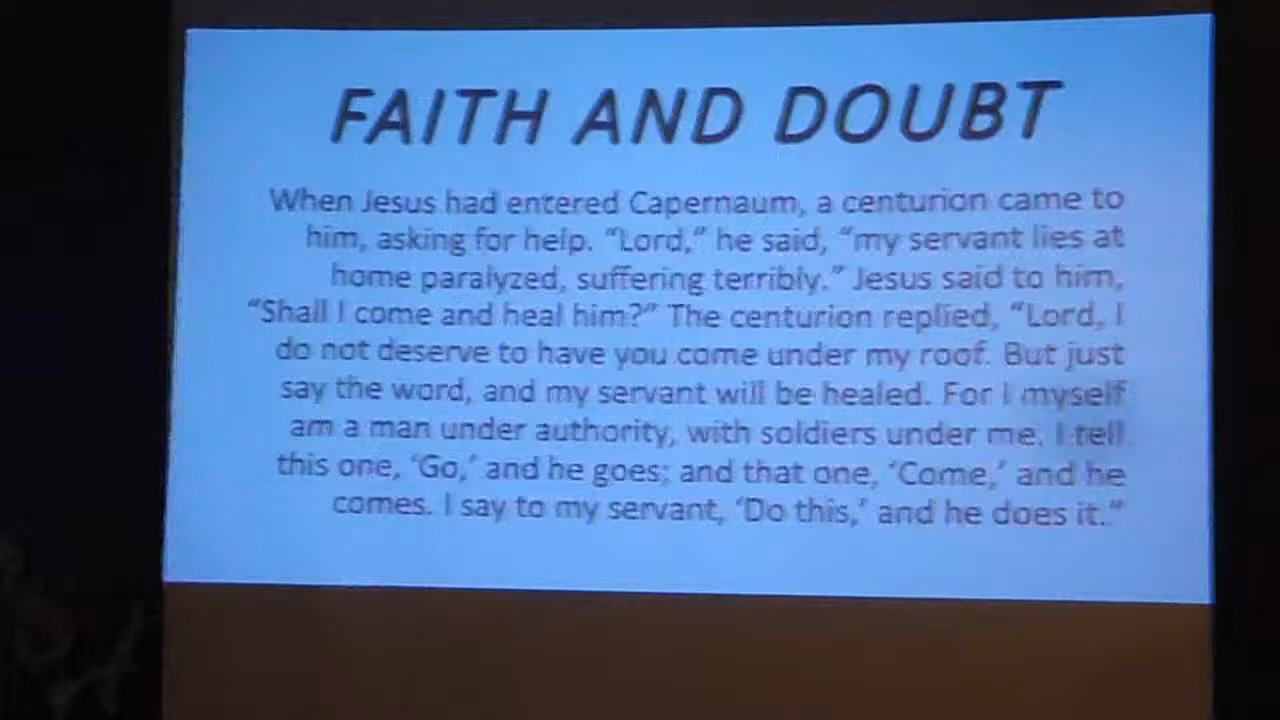 FAITH AND DOUBT
When Jesus had entered Capernaum, a centurion came to
him, asking for help. “Lord,” he said, “my servant lies at
home paralyzed, suffering terribly.” Jesus said to him,
“Shall I come and heal him?” The centurion replied, “Lord, I
do not deserve to have you come under my roof. But just
say the word, and my servant will be healed. For I myself
am a man under authority, with soldiers under me. I tell
this one, ‘Go,’ and he goes; and that one, ‘Come,’ and he
comes. I say to my servant, ‘Do this,’ and he does it.”